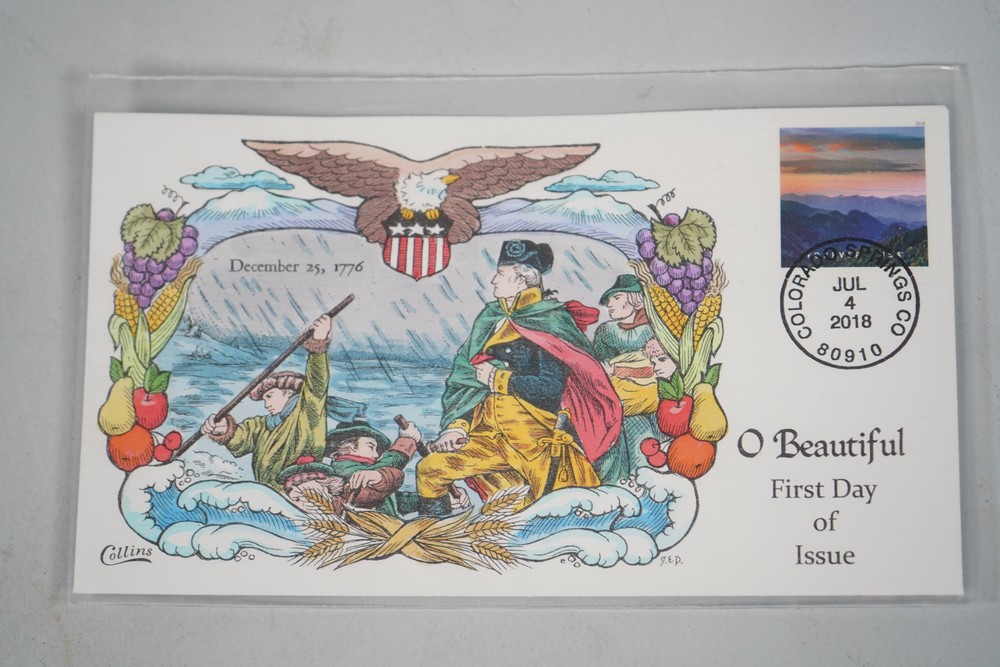 December 25, 1776
COLORADO SPRINGS CO
JUL
4
2018
80910
O Beautiful
First Day
of
Issue
Collins